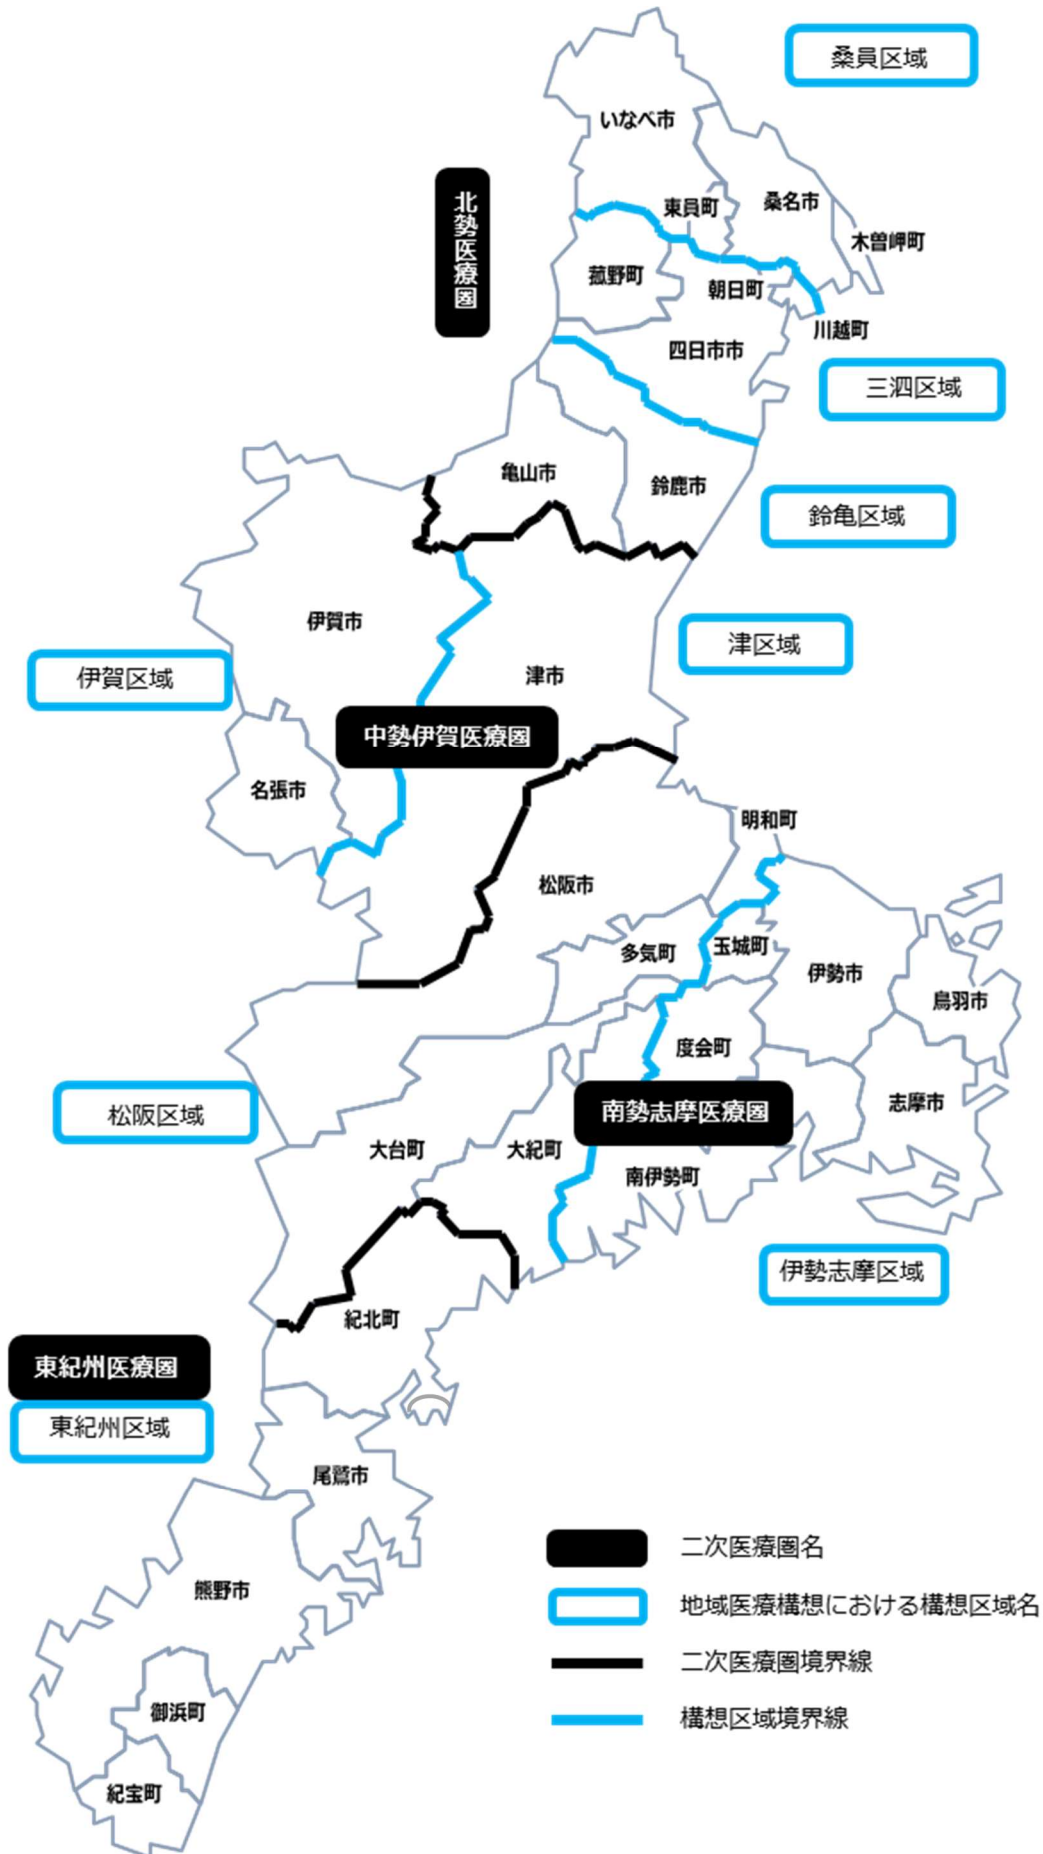 桑員区域
いなべ市
北勢医療圏
東員町
桑名市
木曽岬町
菰野町
朝日町
川越町
四日市市
三泗区域
亀山市
鈴鹿市
鈴亀区域
伊賀市
津区域
伊賀区域
津市
中勢伊賀医療圏
名張市
明和町
松阪市
多気町
玉城町
伊勢市
鳥羽市
度会町
松阪区域
南勢志摩医療圏
志摩市
大台町
大紀町
南伊勢町
伊勢志摩区域
紀北町
東紀州医療圏
東紀州区域
尾鷲市
熊野市
御浜町
紀宝町
二次医療圏名
地域医療構想における構想区域名
二次医療圏境界線
構想区域境界線